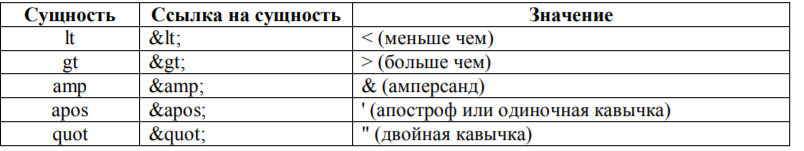 Сущность Ссылка на сущность Значение
lt &lt; < (меньше чем)
gt &gt; > (больше чем)
amp &amp; & (амперсанд)
apos &apos; ' (апостроф или одиночная кавычка)
quot &quot; " (двойная кавычка)